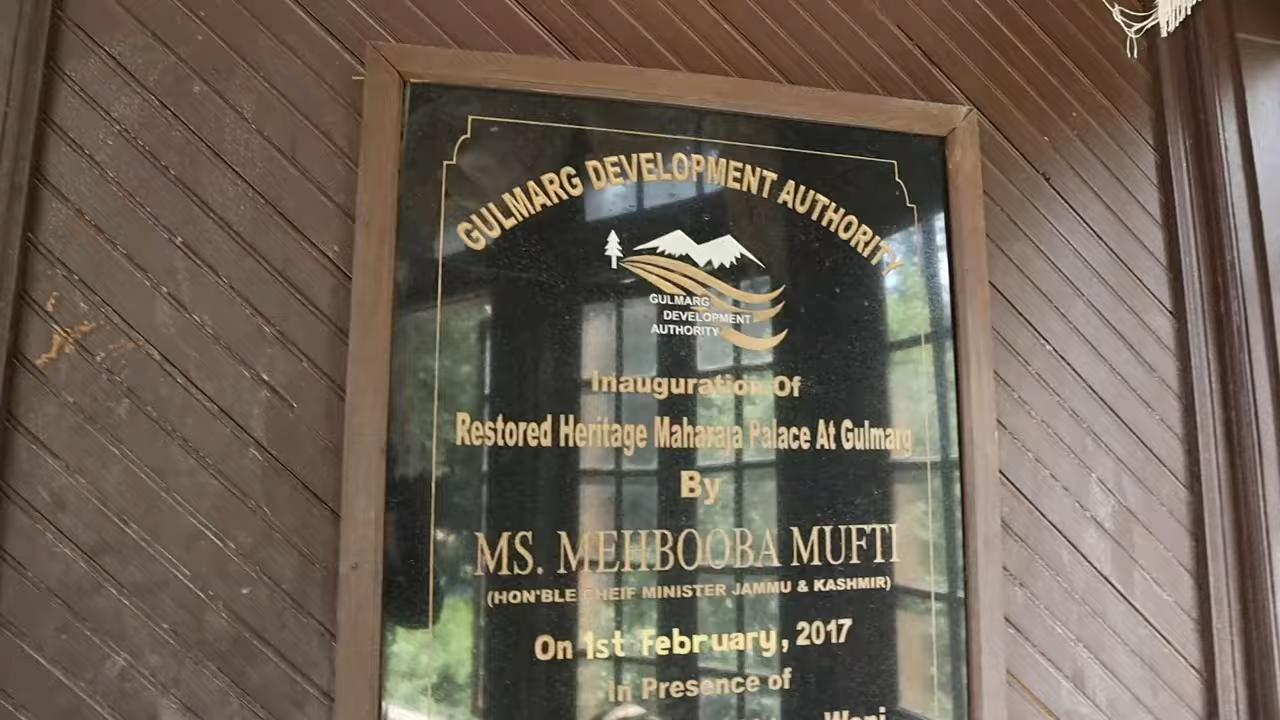 GULMARG DEVELOPMENT AUTHORITY
GULMARG
DEVELOPMENT
AUTHORITY
Inauguration Of
Restored Heritage Maharaja Palace At Gulmarg
By
MS. MEHBOOBA MUFTI
(HON'BLE CHEIF MINISTER JAMMU & KASHMIR)
On 1st February, 2017
In Presence of
Wani